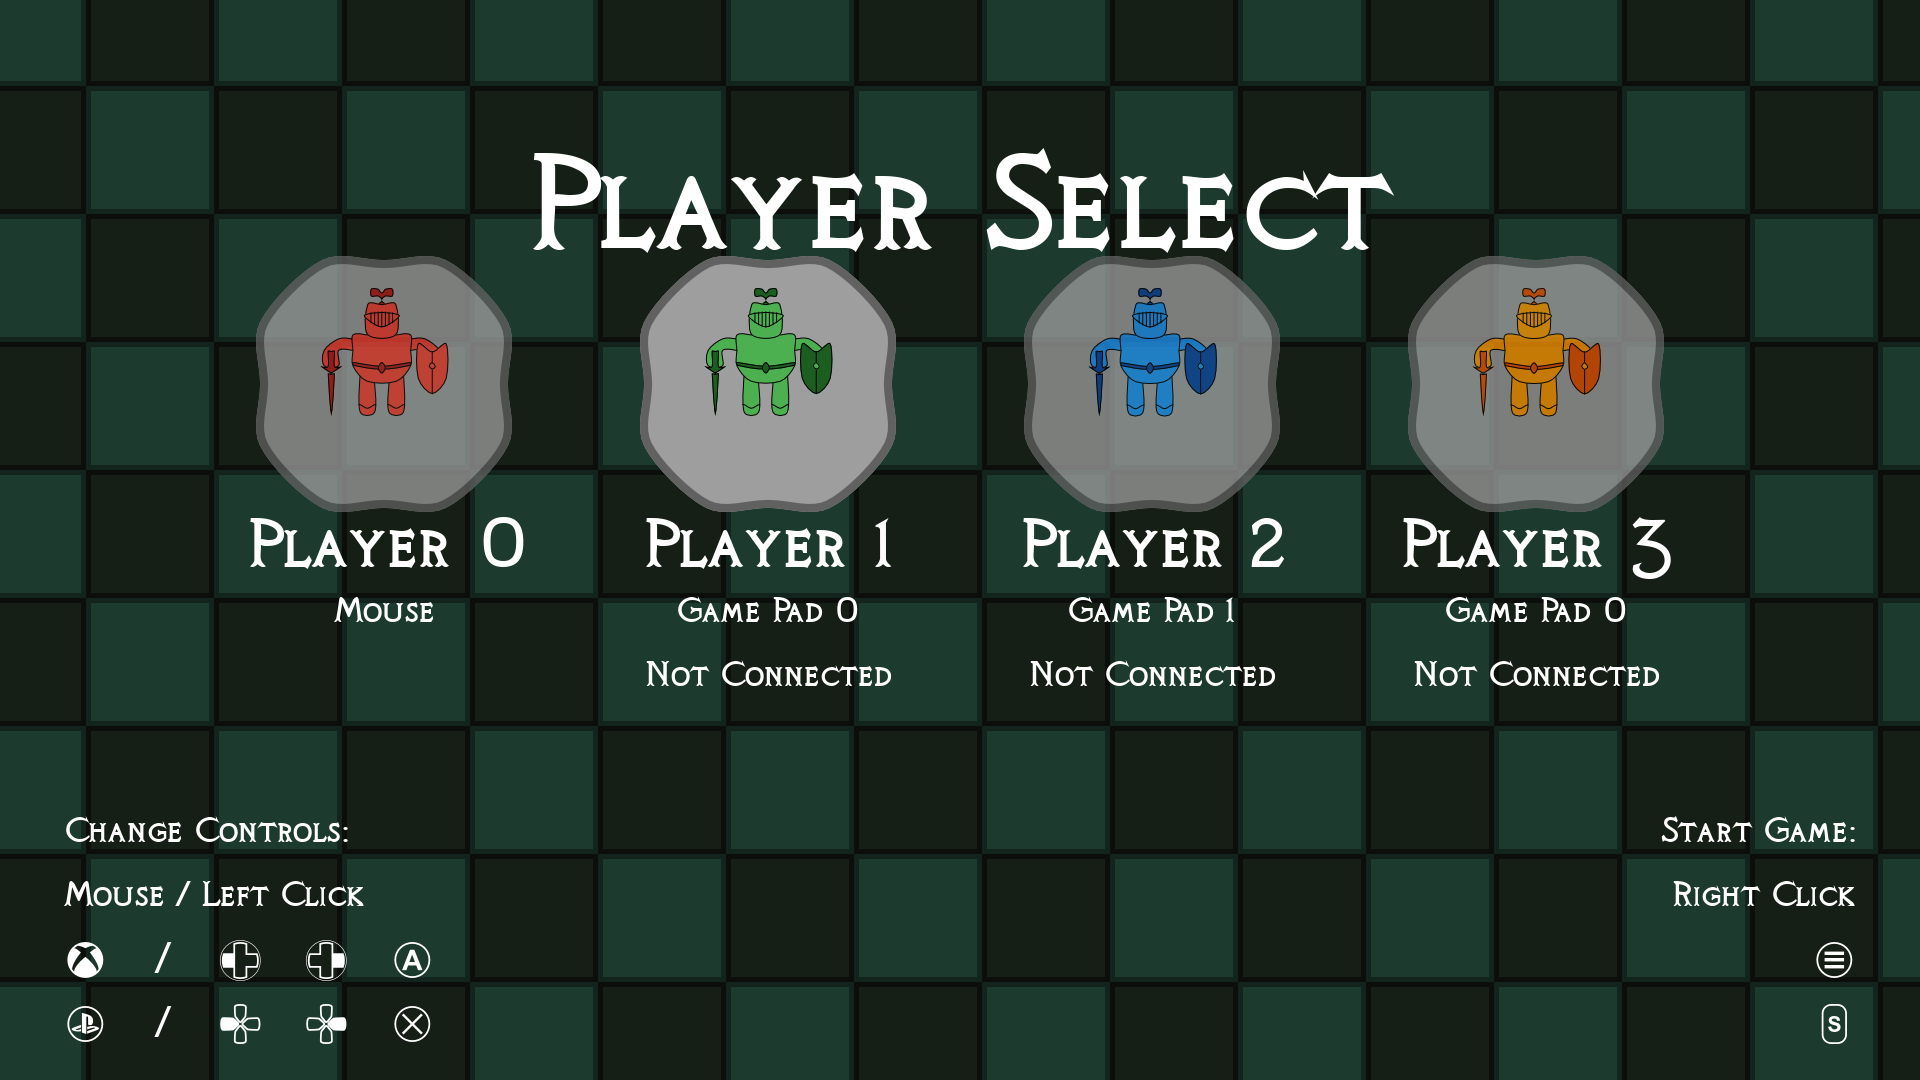 Player Select
Player 0
Player 1
Player 2
Player 3
Mouse
Game Pad 0
Game Pad 1
Game Pad 0
Not Connected
Not Connected
Not Connected
Change Controls:
Start Game:
Mouse / Left Click
Right Click
/ A
/
S